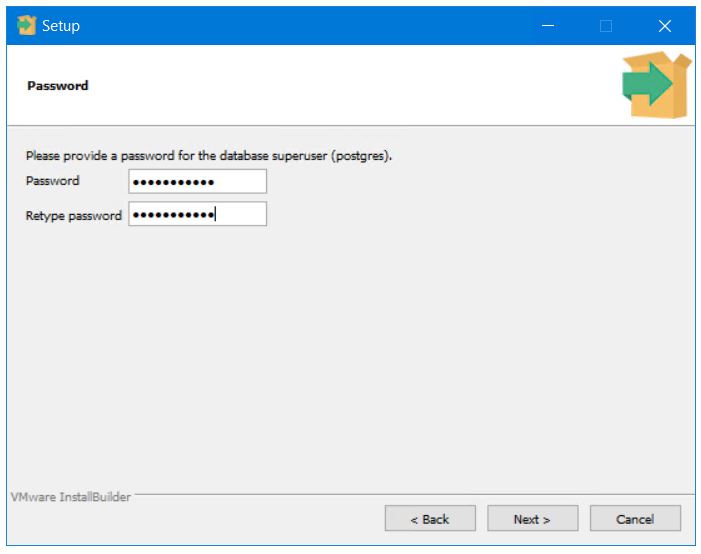 Setup
Password
Please provide a password for the database superuser (postgres).
Password •••••••••••
Retype password •••••••••••
VMware InstallBuilder
< Back Next > Cancel